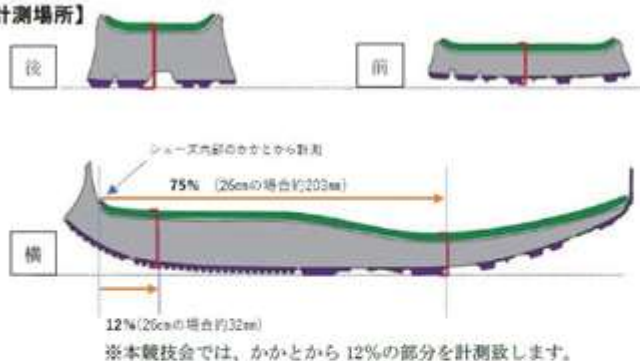 計測場所】
後
前
シューズ内部のかかとから計測
75% (26cmの場合約203mm)
横
12%(26cmの場合約32mm)
※本競技会では、かかとから 12%の部分を計測致します。